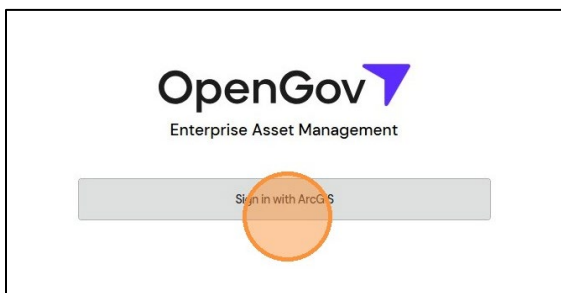 OpenGov
Enterprise Asset Management
Sign in with ArcGIS